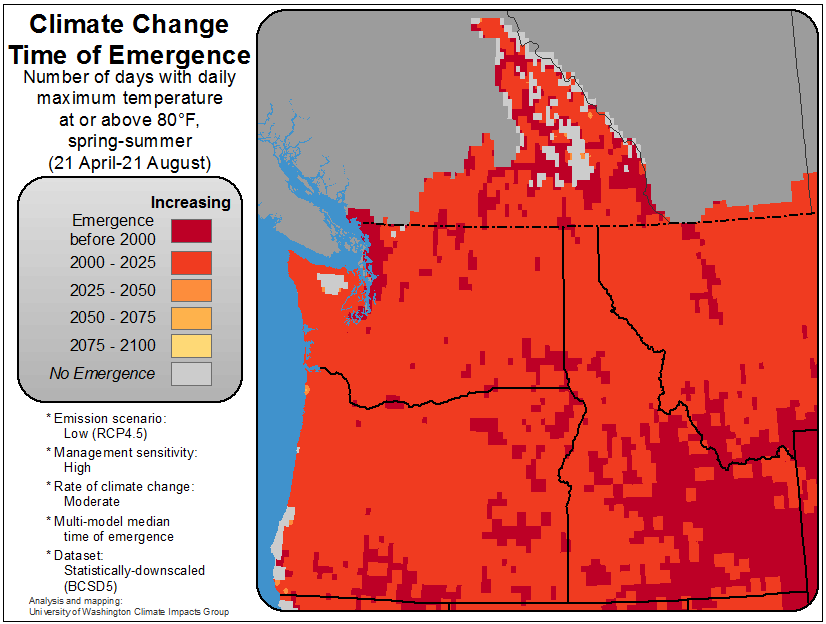 Climate Change
Time of Emergence
Number of days with daily
maximum temperature
at or above 80°F,
spring-summer
(21 April-21 August)
Increasing
Emergence
before 2000
2000 - 2025
2025 - 2050
2050 - 2075
2075 - 2100
No Emergence
* Emission scenario:
Low (RCP4.5)
* Management sensitivity:
High
* Rate of climate change:
Moderate
* Multi-model median
time of emergence
* Dataset:
Statistically-downscaled
(BCSD5)
Analysis and mapping:
University of Washington Climate Impacts Group